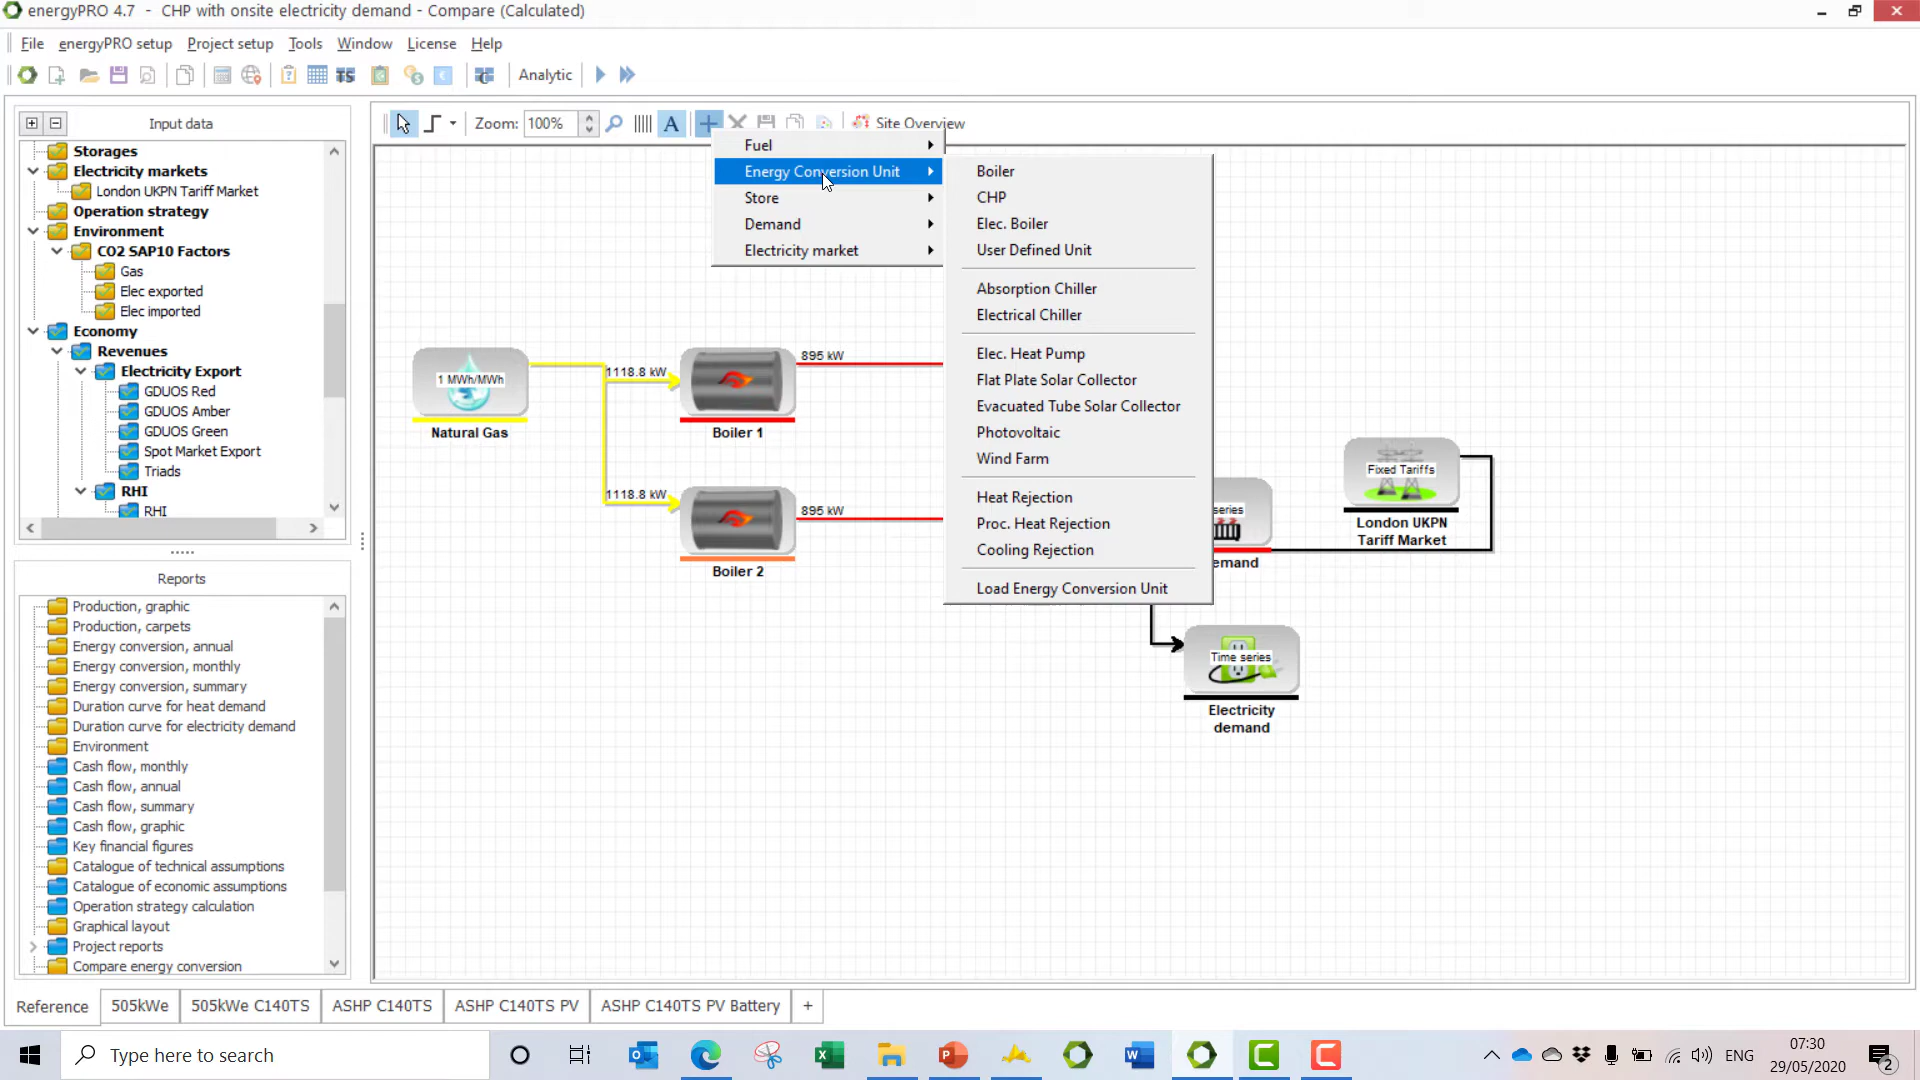 energyPRO 4.7 - CHP with onsite electricity demand - Compare (Calculated)
File energyPRO setup Project setup Tools Window License Help
TS Analytic
Input data
Zoom: 100% A Site Overview
Storages
Electricity markets
London UKPN Tariff Market
Operation strategy
Environment
CO2 SAP10 Factors
Gas
Elec exported
Elec imported
Economy
Revenues
Electricity Export
GDUOS Red
GDUOS Amber
GDUOS Green
Spot Market Export
Triads
RHI
RHI
Reports
Production, graphic
Production, carpets
Energy conversion, annual
Energy conversion, monthly
Energy conversion, summary
Duration curve for heat demand
Duration curve for electricity demand
Environment
Cash flow, monthly
Cash flow, annual
Cash flow, summary
Cash flow, graphic
Key financial figures
Catalogue of technical assumptions
Catalogue of economic assumptions
Operation strategy calculation
Graphical layout
Project reports
Compare energy conversion
Fuel
Energy Conversion Unit
Store
Demand
Electricity market
Boiler
CHP
Elec. Boiler
User Defined Unit
Absorption Chiller
Electrical Chiller
Elec. Heat Pump
Flat Plate Solar Collector
Evacuated Tube Solar Collector
Photovoltaic
Wind Farm
Heat Rejection
Proc. Heat Rejection
Cooling Rejection
Load Energy Conversion Unit
1 MWh/MWh
Natural Gas
1118.8 kW
895 kW
Boiler 1
1118.8 kW
895 kW
Boiler 2
series
emand
Fixed Tariffs
London UKPN
Tariff Market
Time series
Electricity
demand
Reference 505kWe 505kWe C140TS ASHP C140TS ASHP C140TS PV ASHP C140TS PV Battery +
Type here to search
ENG
07:30
29/05/2020
2